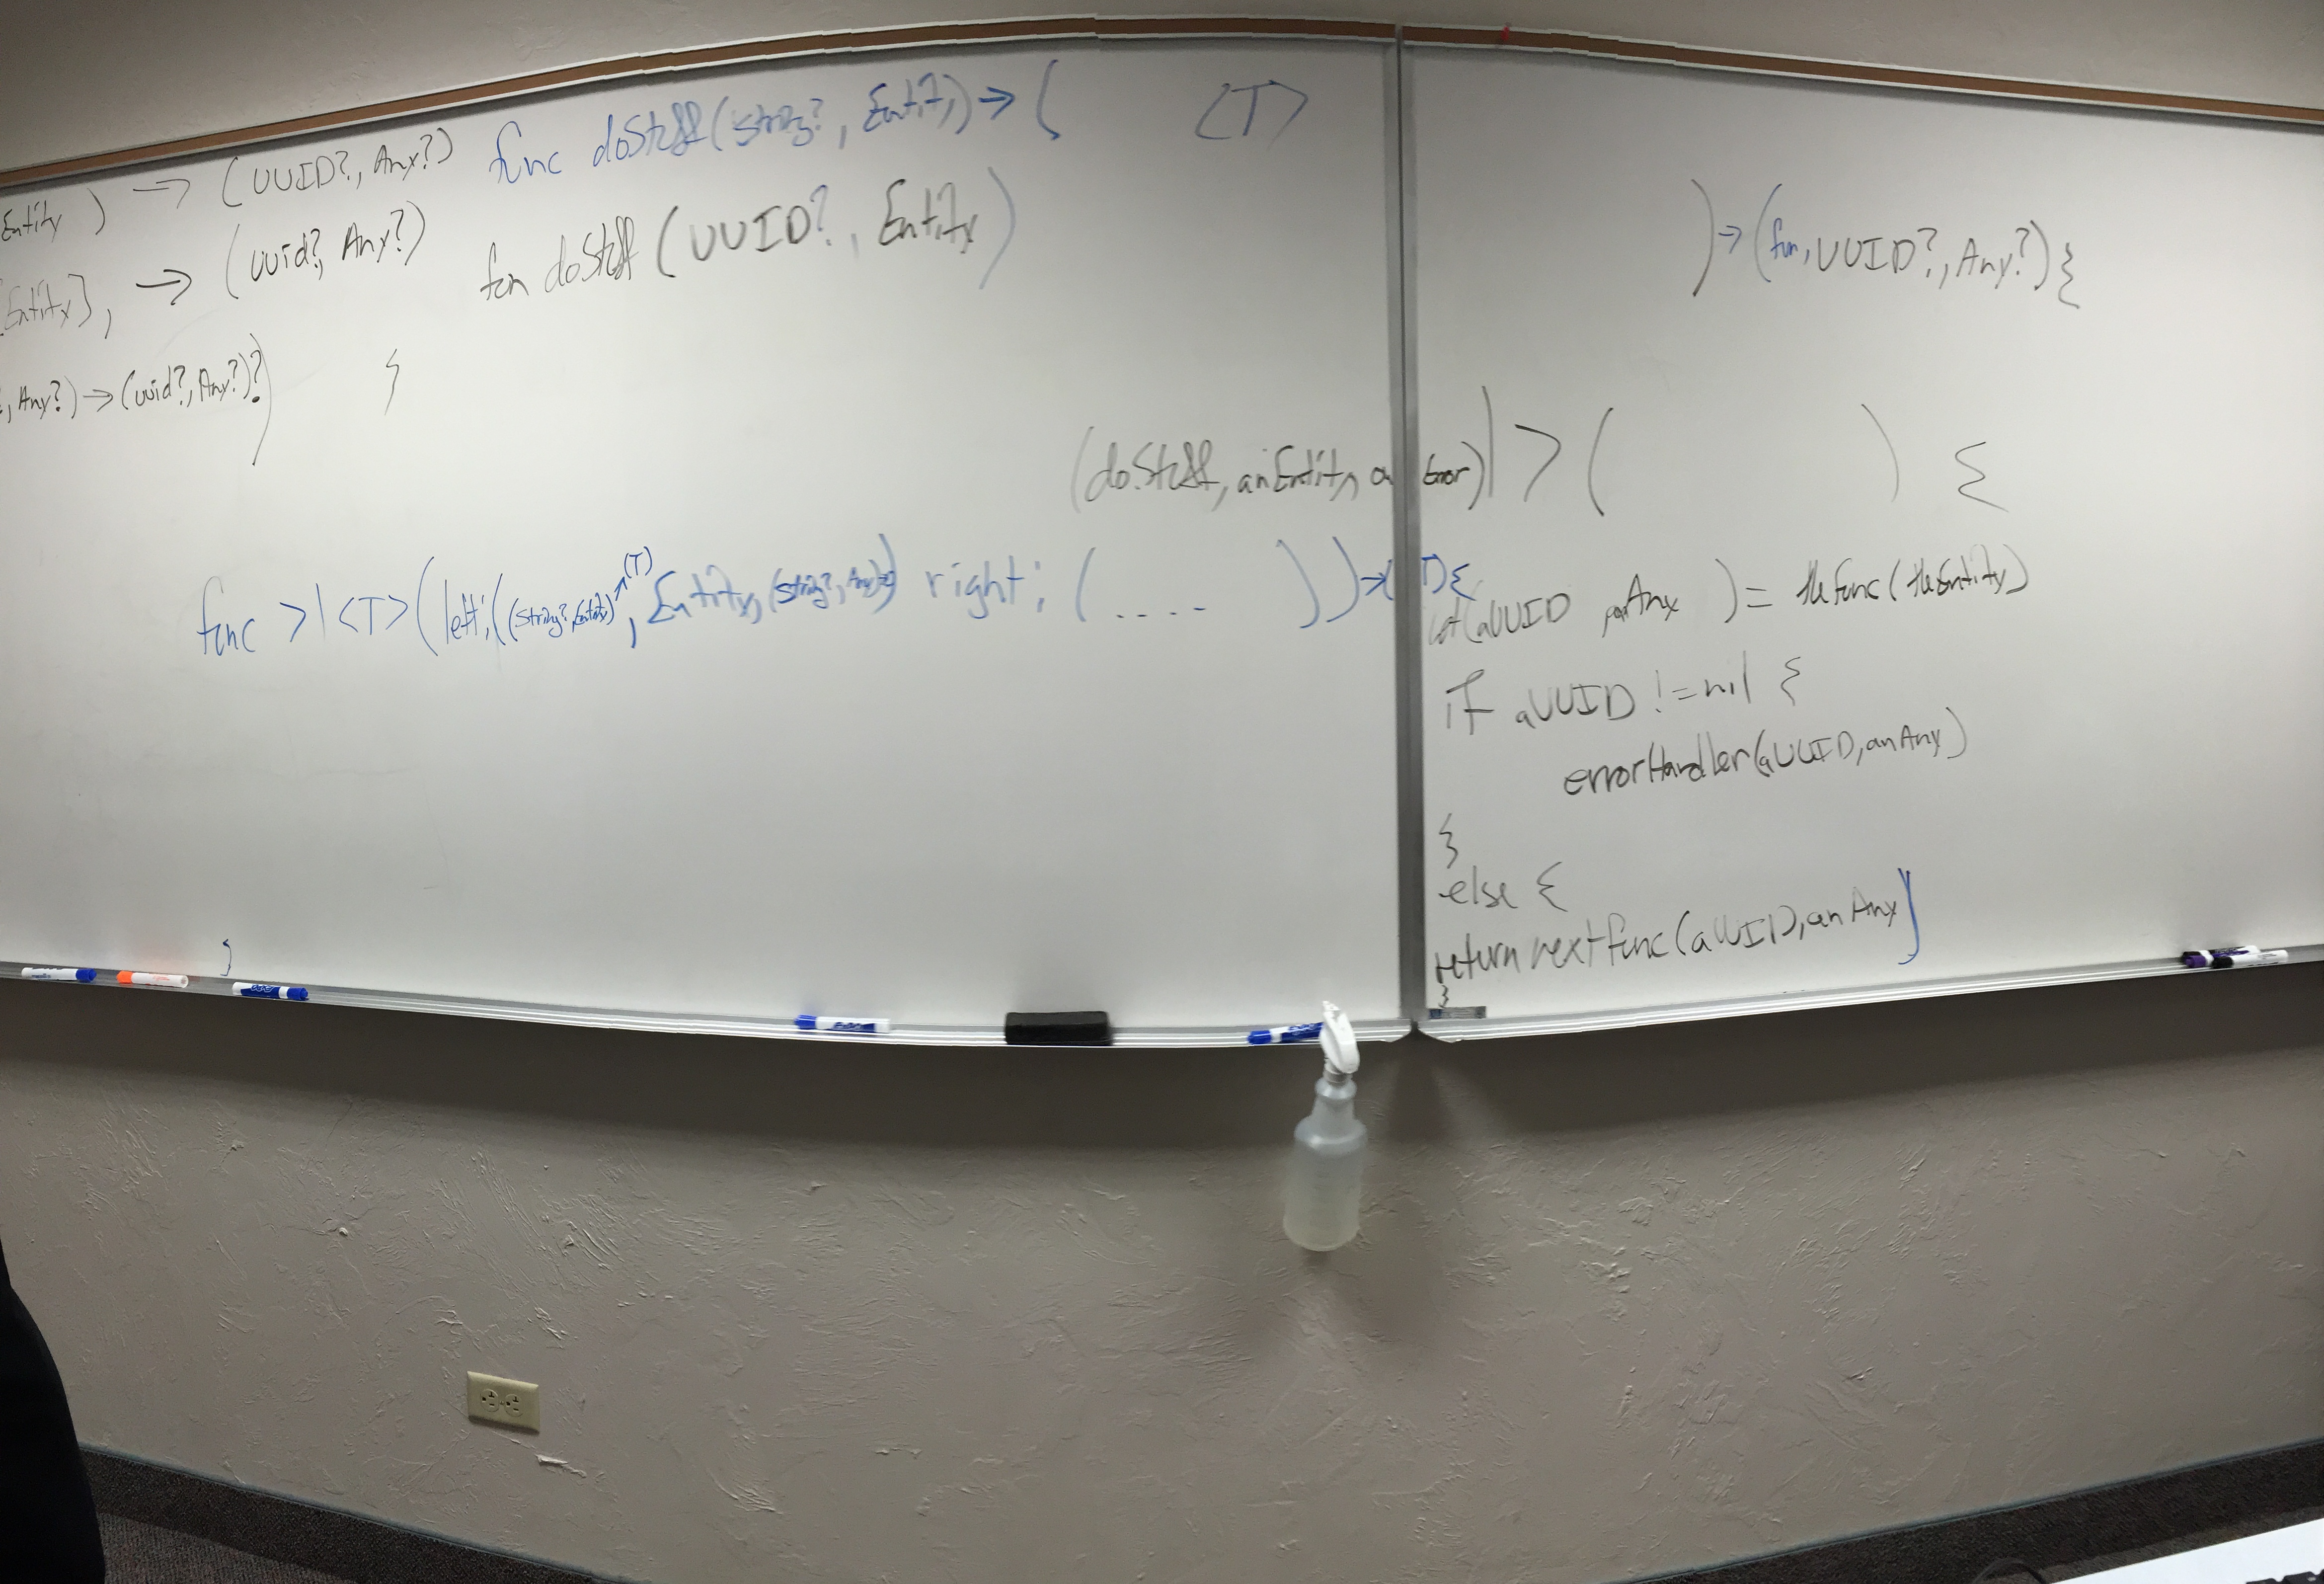 func doStuff(String?, Entity) → ( <T>
Entity ) → (UUID?, Any?)
func doStuff (UUID?, Entity)
) → (fun, UUID?, Any?) {
Entity], → (uuid?, Any?)
, Any?) → (uuid?, Any?)?)
}
(doStuff, anEntity, an Error) |> ( ) {
func >|<T>(left:((String?, Entity)→(T), Entity, (String?, Any?)) right: (.... ))→(T){
let(aUUID anAny ) = theFunc(theEntity)
if aUUID != nil {
errorHandler(aUUID, anAny)
}
else {
return nextFunc(aUUID, anAny)
}
}